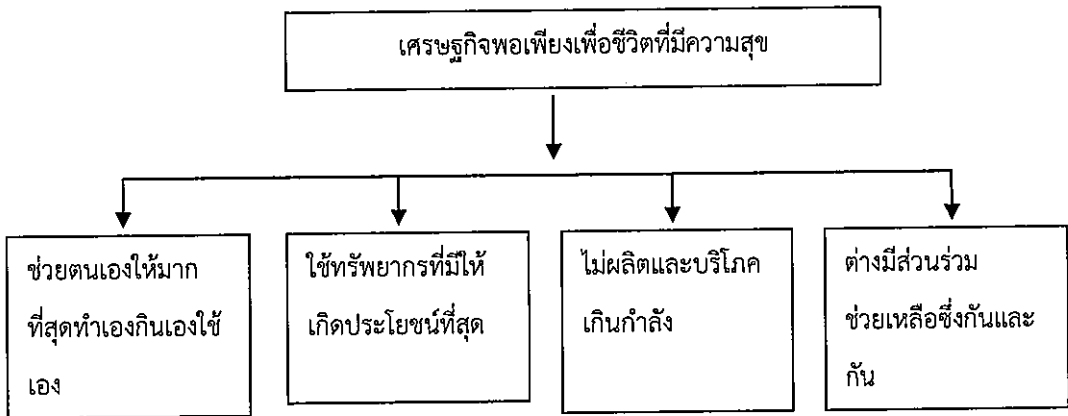 เศรษฐกิจพอเพียงเพื่อชีวิตที่มีความสุข
ช่วยตนเองให้มาก
ที่สุดทำเองกินเองใช้
เอง
ใช้ทรัพยากรที่มีให้
เกิดประโยชน์ที่สุด
ไม่ผลิตและบริโภค
เกินกำลัง
ต่างมีส่วนร่วม
ช่วยเหลือซึ่งกันและ
กัน